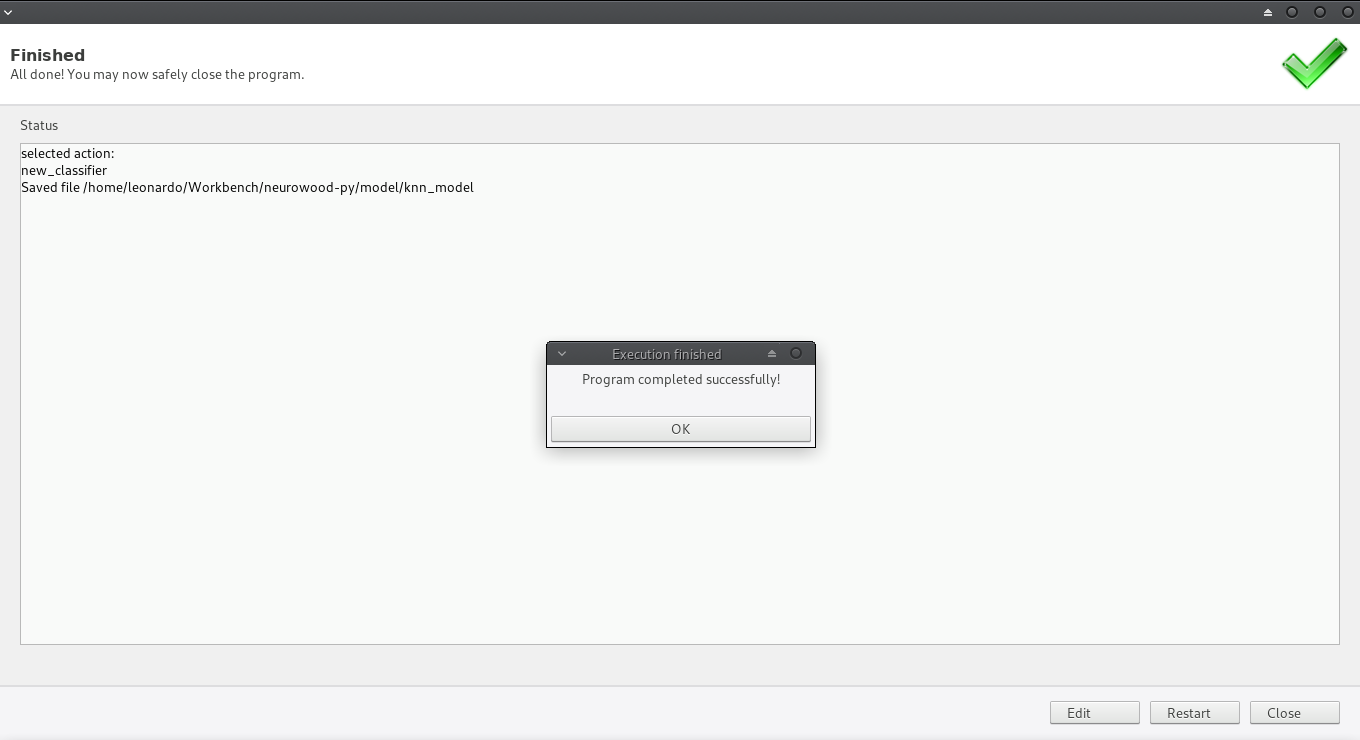 Finished
All done! You may now safely close the program.
Status
selected action:
new_classifier
Saved file /home/leonardo/Workbench/neurowood-py/model/knn_model
Execution finished
Program completed successfully!
OK
Edit
Restart
Close